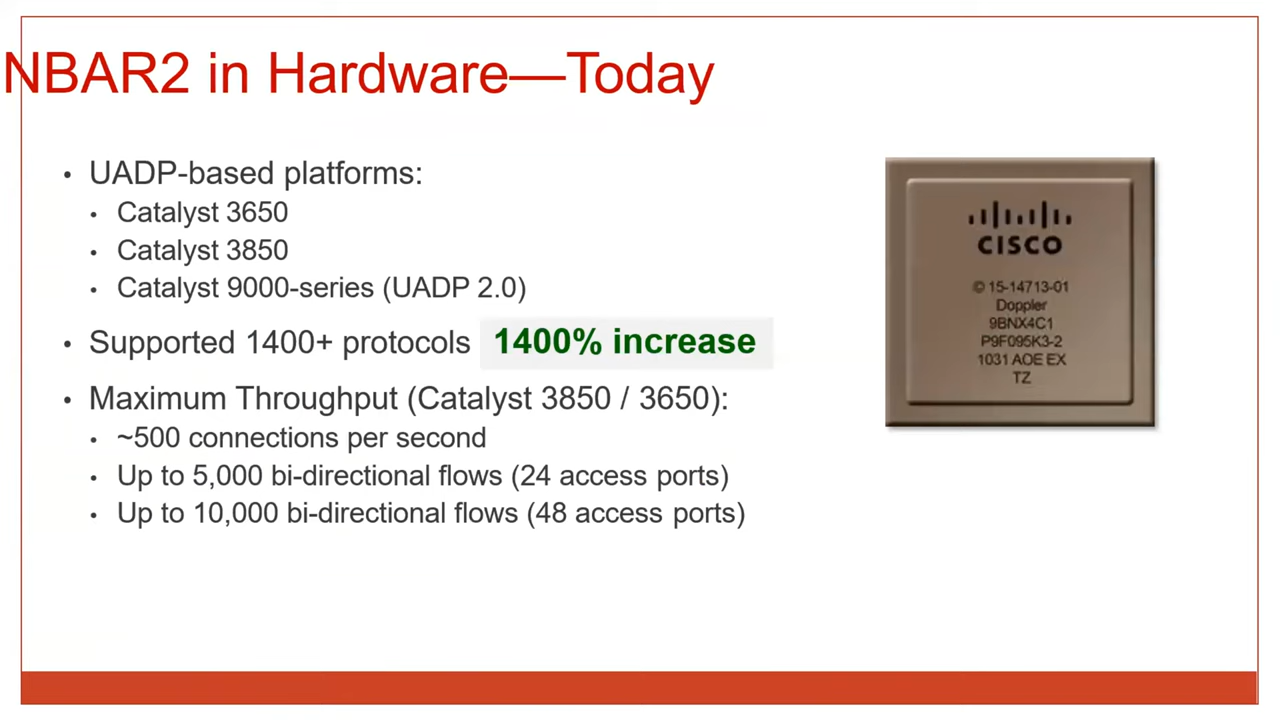 NBAR2 in Hardware—Today
• UADP-based platforms:
• Catalyst 3650
• Catalyst 3850
• Catalyst 9000-series (UADP 2.0)
• Supported 1400+ protocols 1400% increase
• Maximum Throughput (Catalyst 3850 / 3650):
• ~500 connections per second
• Up to 5,000 bi-directional flows (24 access ports)
• Up to 10,000 bi-directional flows (48 access ports)
CISCO
© 15-14713-01
Doppler
9BNX4C1
P9F095K3-2
1031 AOE EX
TZ